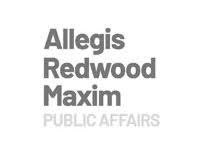 Allegis
Redwood
Maxim
PUBLIC AFFAIRS